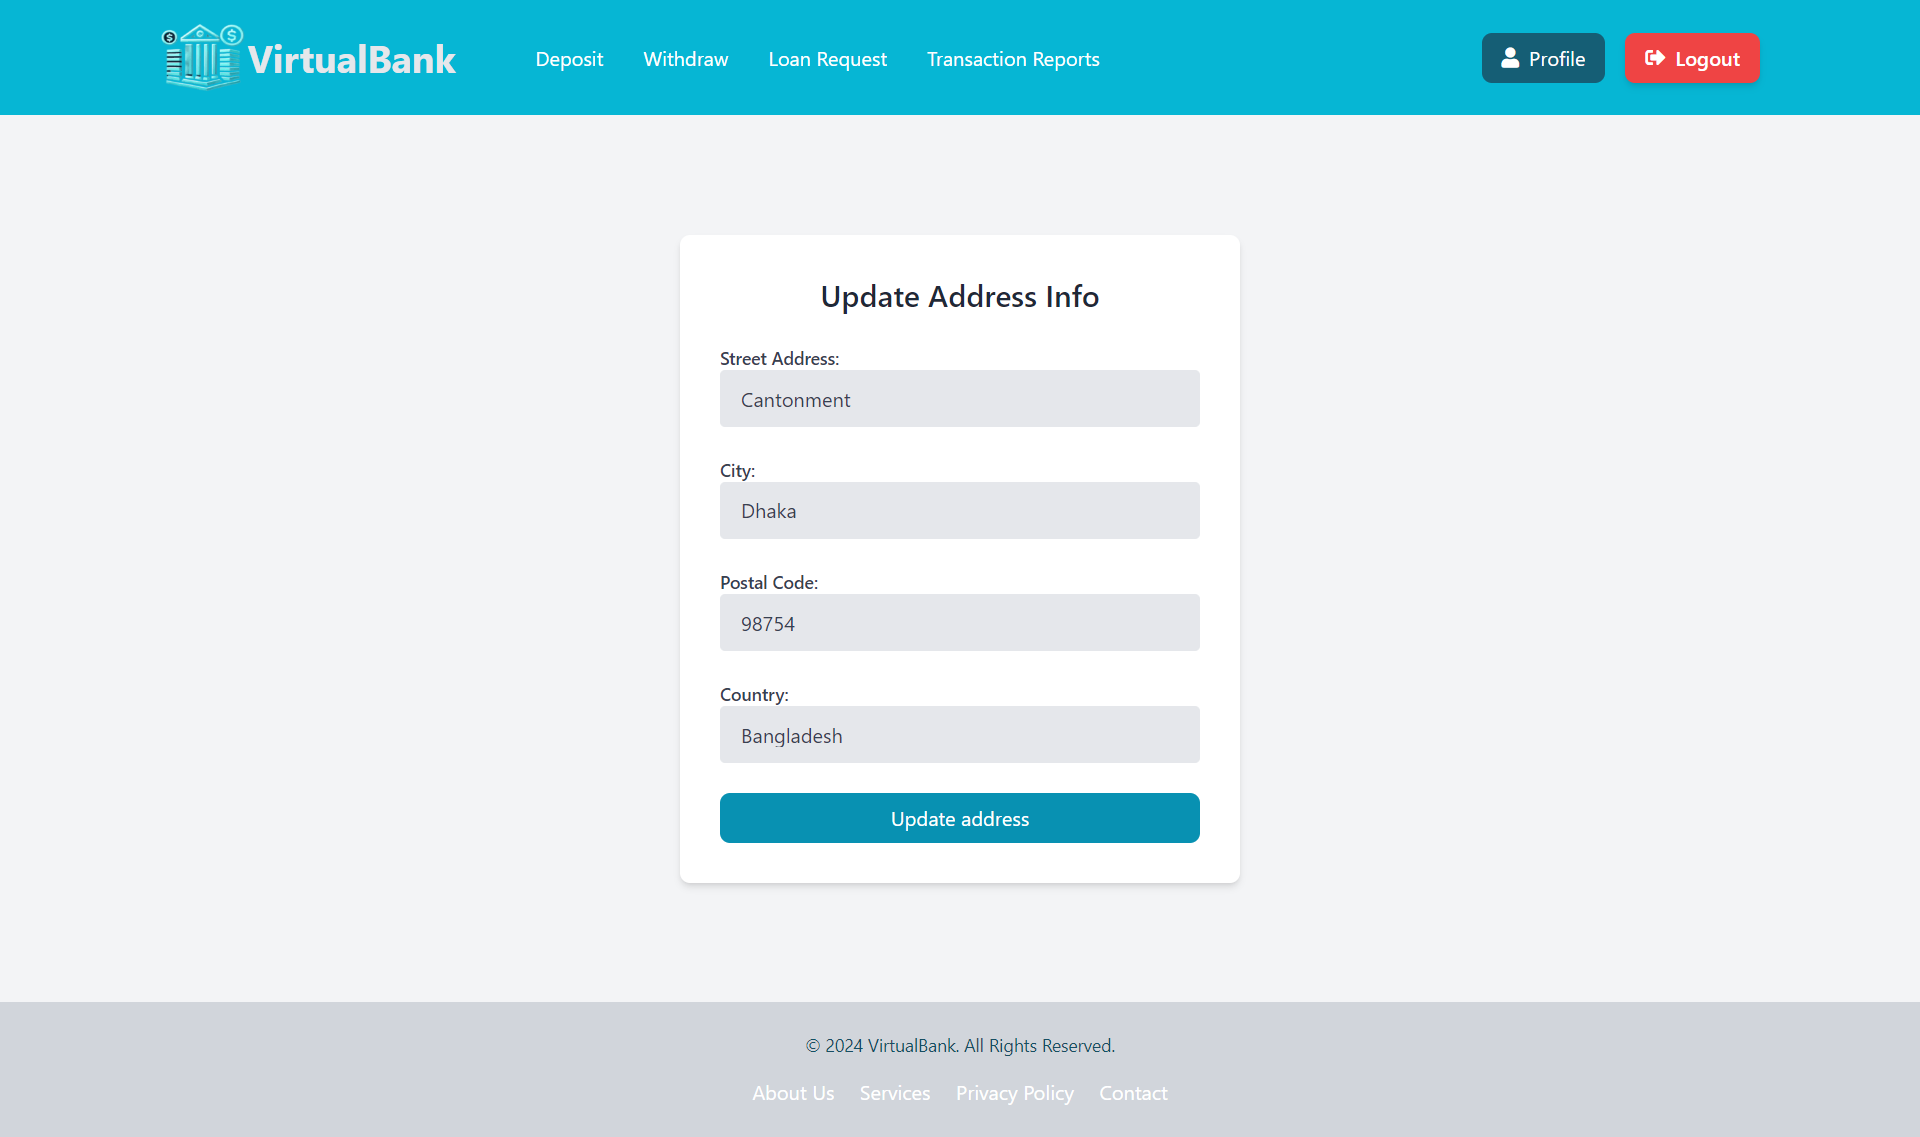 VirtualBank Deposit Withdraw Loan Request Transaction Reports Profile Logout
Update Address Info
Street Address:
Cantonment
City:
Dhaka
Postal Code:
98754
Country:
Bangladesh
Update address
© 2024 VirtualBank. All Rights Reserved.
About Us Services Privacy Policy Contact